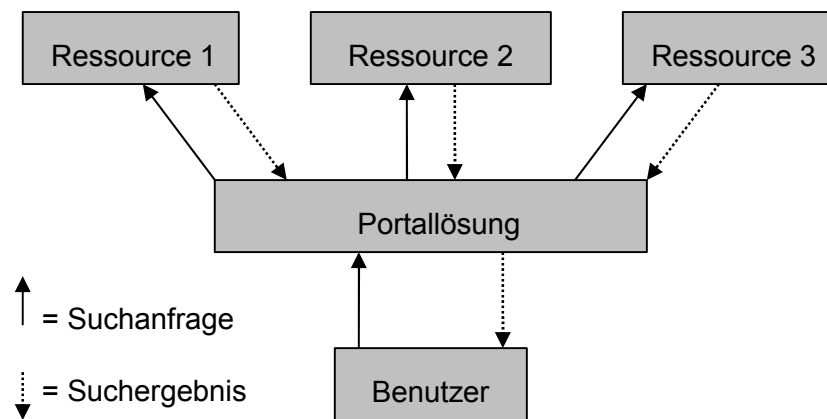 Ressource 1
Ressource 2
Ressource 3
Portallösung
= Suchanfrage
= Suchergebnis
Benutzer